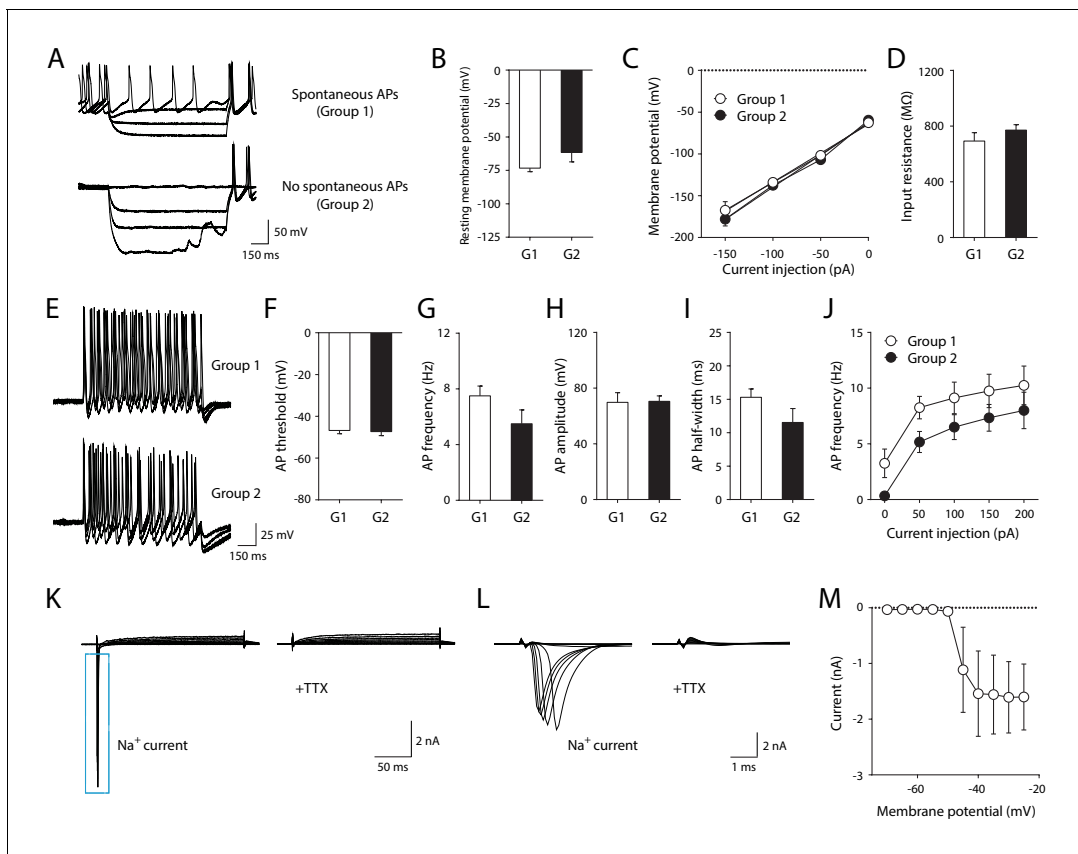 A
Spontaneous APs
(Group 1)
No spontaneous APs
(Group 2)
50 mV
150 ms
B
Resting membrane potential (mV)
0
-25
-50
-75
-100
-125
G1
G2
C
Membrane potential (mV)
0
-50
-100
-150
-200
Group 1
Group 2
-150
-100
-50
0
Current injection (pA)
D
Input resistance (MΩ)
1200
800
400
0
G1
G2
E
Group 1
Group 2
25 mV
150 ms
F
AP threshold (mV)
0
-20
-40
-60
-80
G1
G2
G
AP frequency (Hz)
12
8
4
0
G1
G2
H
AP amplitude (mV)
120
80
40
0
G1
G2
I
AP half-width (ms)
25
20
15
10
5
0
G1
G2
J
AP frequency (Hz)
15
10
5
0
Group 1
Group 2
0
50
100
150
200
Current injection (pA)
K
Na+ current
+TTX
2 nA
50 ms
L
Na+ current
+TTX
2 nA
1 ms
M
Current (nA)
0
-1
-2
-3
-60
-40
-20
Membrane potential (mV)